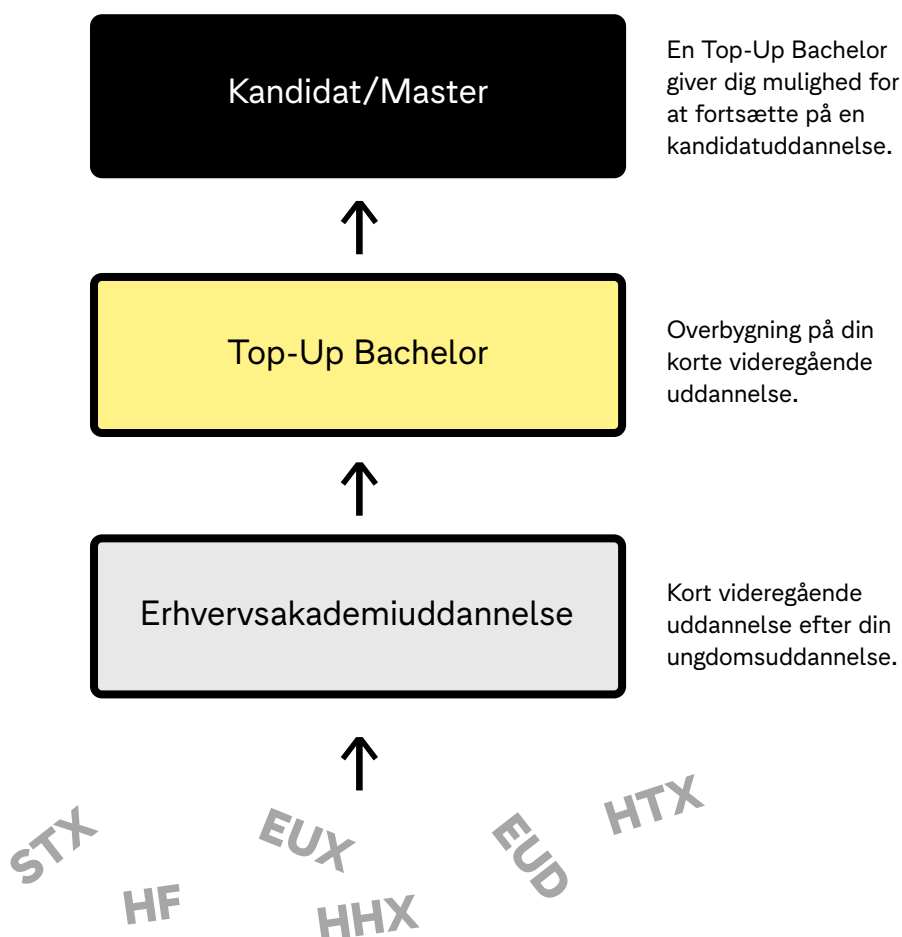 Kandidat/Master
En Top-Up Bachelor
giver dig mulighed for
at fortsætte på en
kandidatuddannelse.
Top-Up Bachelor
Overbygning på din
korte videregående
uddannelse.
Erhvervsakademiuddannelse
Kort videregående
uddannelse efter din
ungdomsuddannelse.
STX
HF
EUX
HHX
EUD
HTX